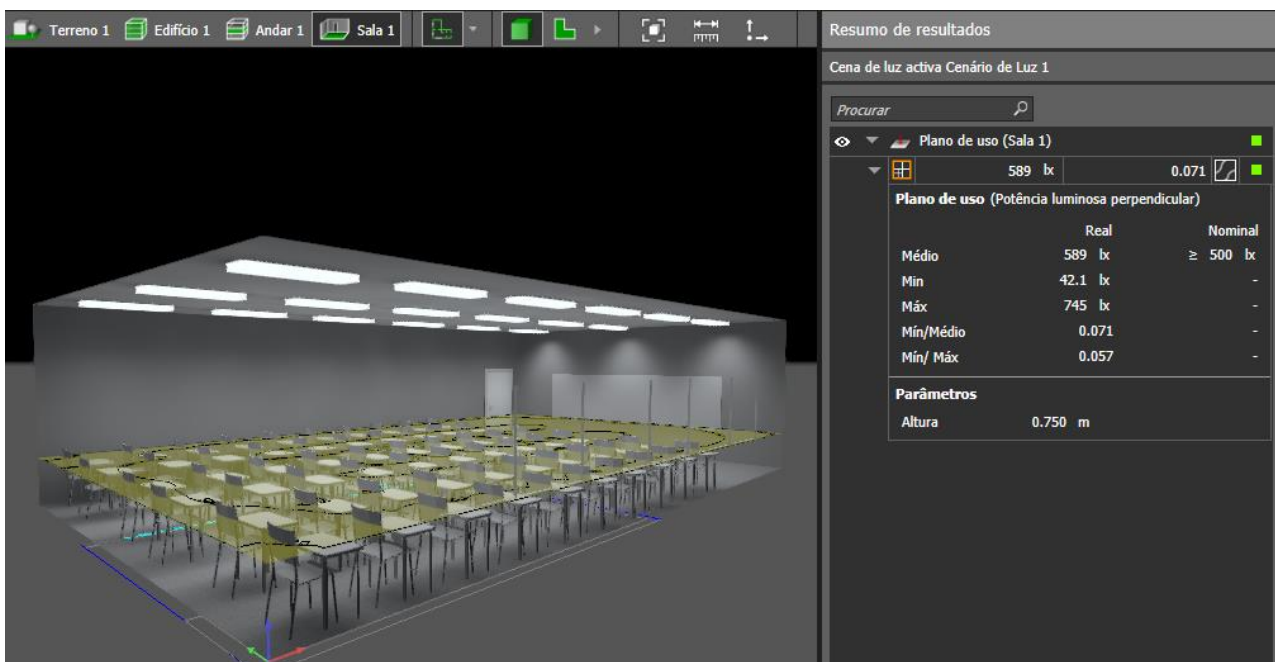 Terreno 1 Edifício 1 Andar 1 Sala 1
Resumo de resultados
Cena de luz activa Cenário de Luz 1
Procurar
Plano de uso (Sala 1)
589 lx 0.071
Plano de uso (Potência luminosa perpendicular)
Real Nominal
Médio 589 lx ≥ 500 lx
Min 42.1 lx -
Máx 745 lx -
Mín/Médio 0.071 -
Mín/ Máx 0.057 -
Parâmetros
Altura 0.750 m